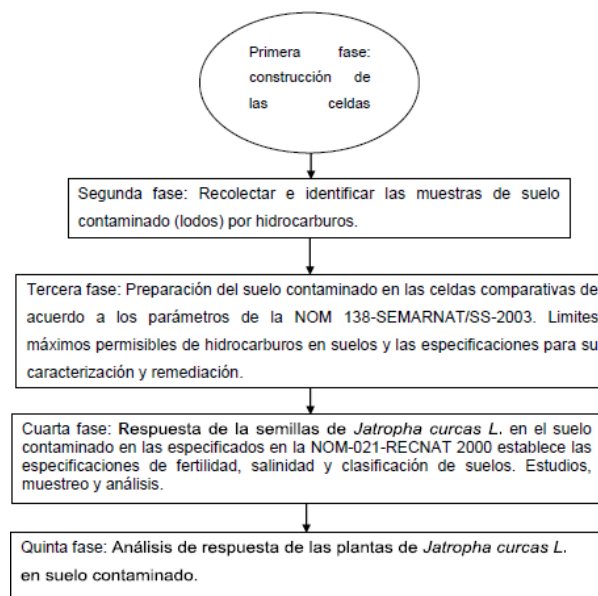 Primera fase:
construcción de
las celdas
Segunda fase: Recolectar e identificar las muestras de suelo
contaminado (lodos) por hidrocarburos.
Tercera fase: Preparación del suelo contaminado en las celdas comparativas de
acuerdo a los parámetros de la NOM 138-SEMARNAT/SS-2003. Limites
máximos permisibles de hidrocarburos en suelos y las especificaciones para su
caracterización y remediación.
Cuarta fase: Respuesta de la semillas de Jatropha curcas L. en el suelo
contaminado en las especificados en la NOM-021-RECNAT 2000 establece las
especificaciones de fertilidad, salinidad y clasificación de suelos. Estudios,
muestreo y análisis.
Quinta fase: Análisis de respuesta de las plantas de Jatropha curcas L.
en suelo contaminado.